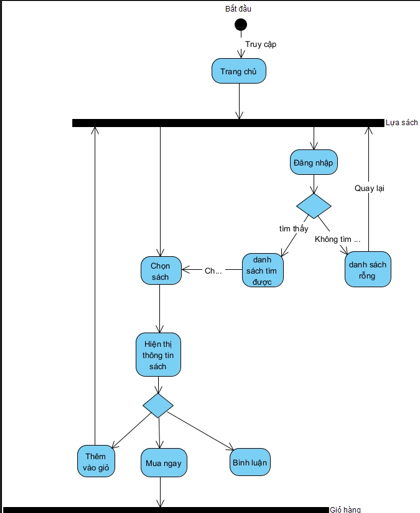 Bắt đầu
Truy cập
Trang chủ
Lựa sách
Đăng nhập
Quay lại
tìm thấy
Không tìm ...
Chọn
sách
Ch...
danh
sách tìm
được
danh sách
rỗng
Hiện thị
thông tin
sách
Thêm
vào giỏ
Mua ngay
Bình luận
Giỏ hàng